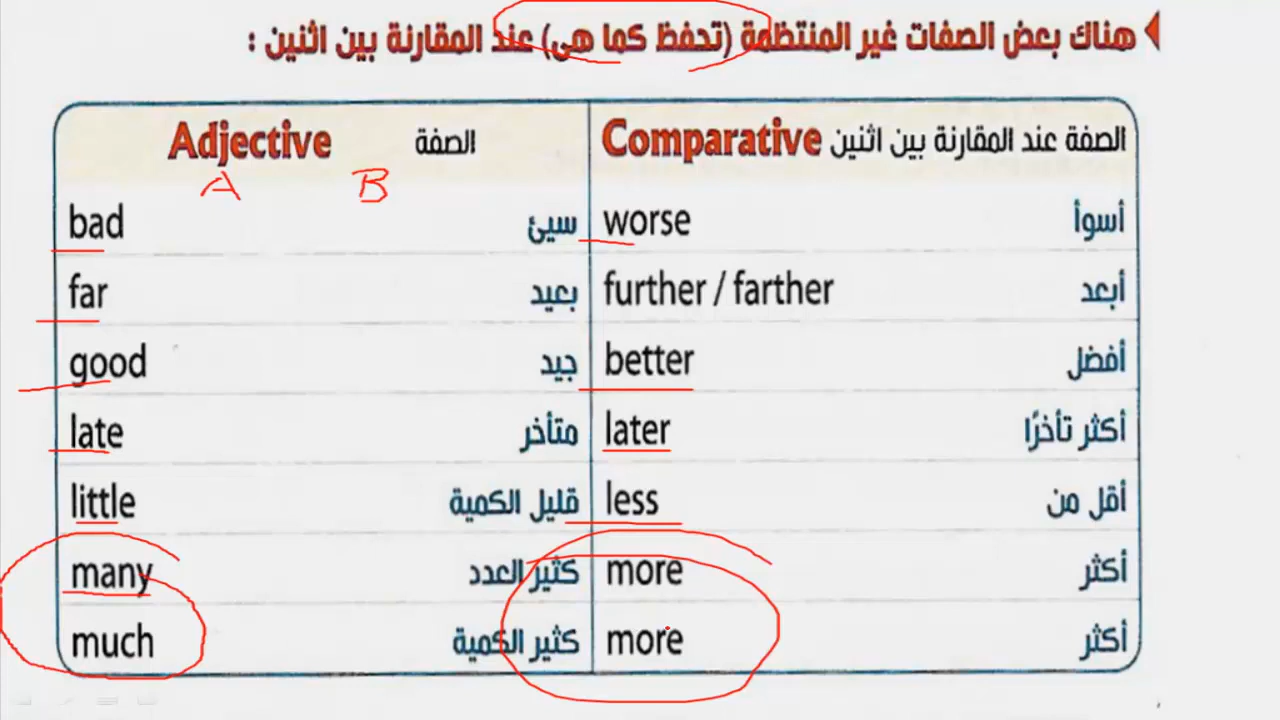 هناك بعض الصفات غير المنتظمة (تحفظ كما هى) عند المقارنة بين اثنين :
Adjective الصفة Comparative الصفة عند المقارنة بين اثنين
A B
bad سيئ worse أسوأ
far بعيد further / farther أبعد
good جيد better أفضل
late متأخر later أكثر تأخرًا
little قليل الكمية less أقل من
many كثير العدد more أكثر
much كثير الكمية more أكثر